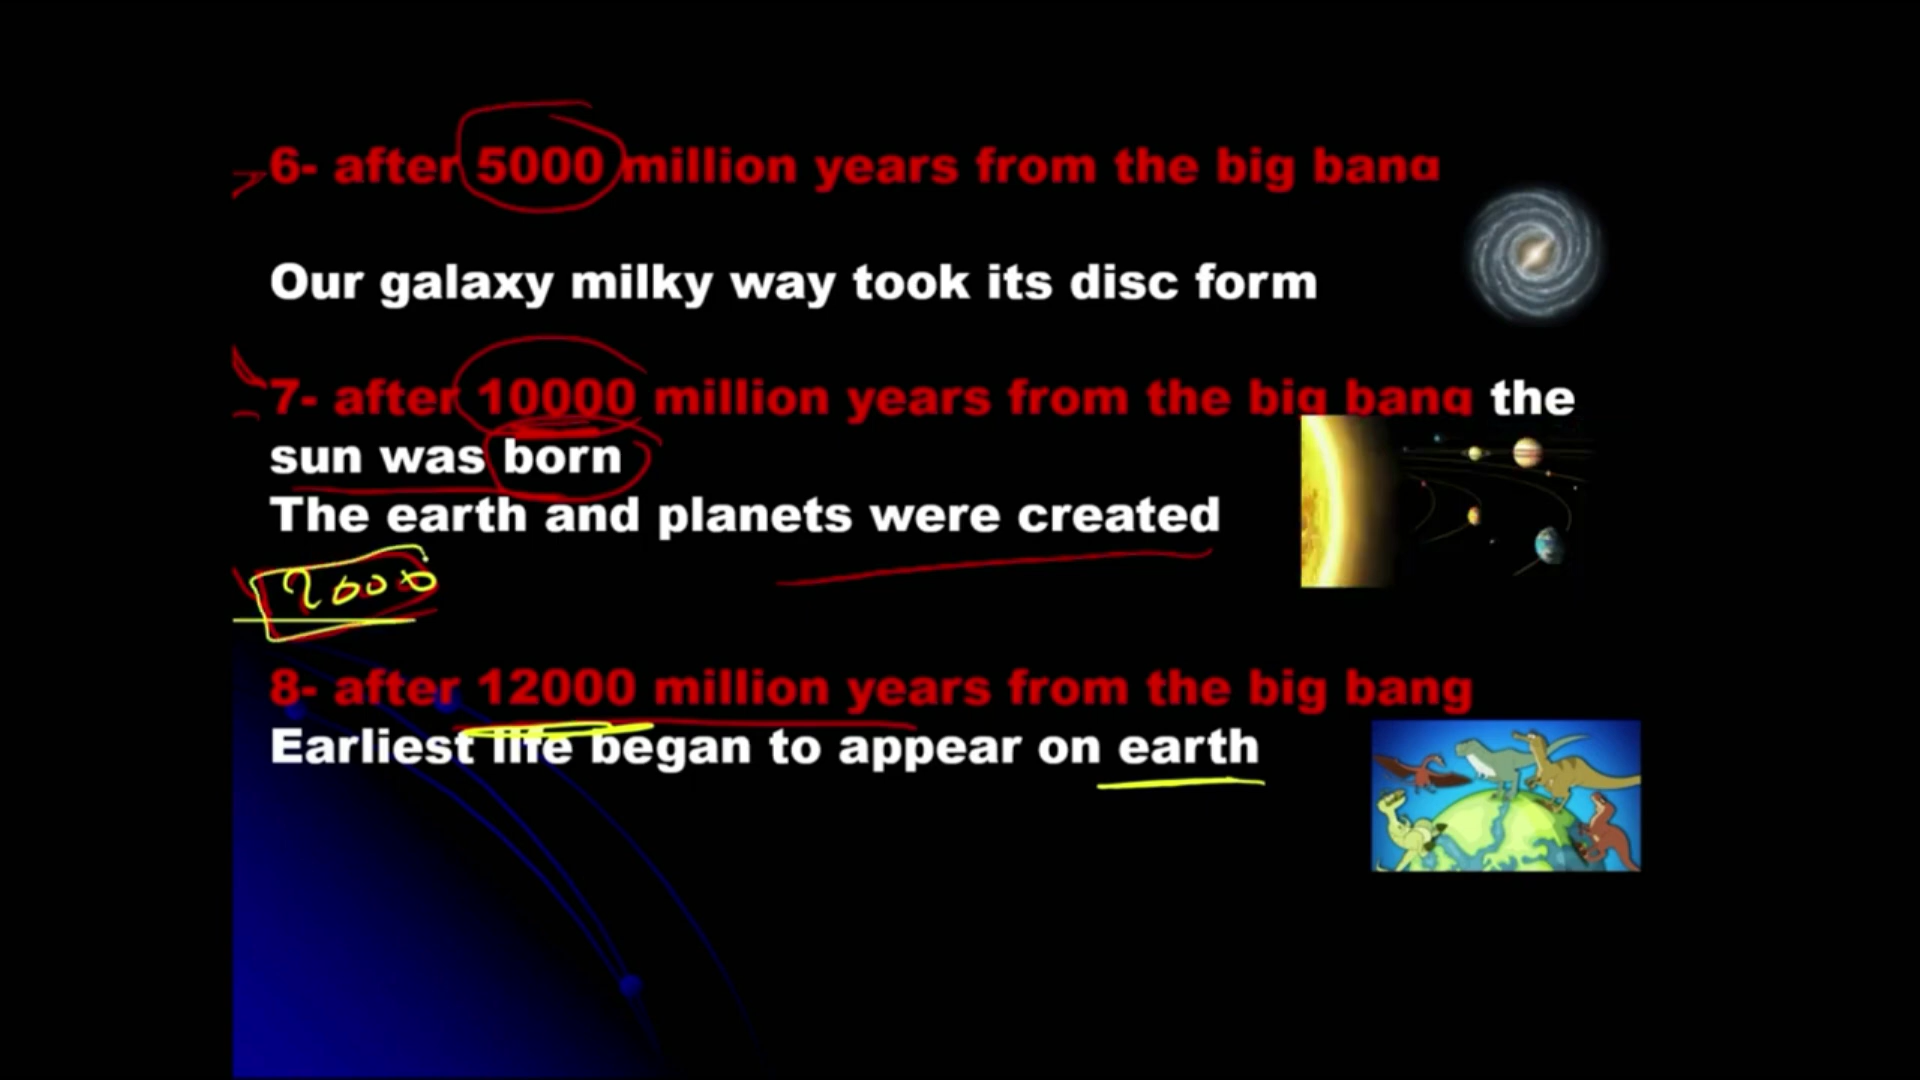 6- after 5000 million years from the big bang
Our galaxy milky way took its disc form
7- after 10000 million years from the big bang the
sun was born
The earth and planets were created
2000
8- after 12000 million years from the big bang
Earliest life began to appear on earth